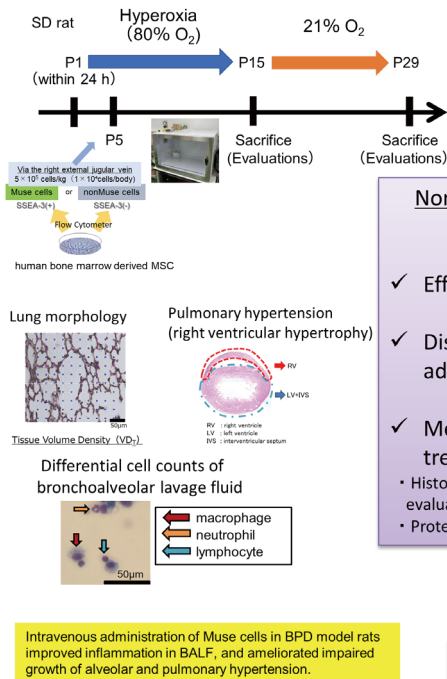 SD rat
Hyperoxia
(80% O₂)
21% O₂
P1
(within 24 h)
P15
P29
P5
Sacrifice
(Evaluations)
Sacrifice
(Evaluations)
Via the right external jugular vein
5 × 10⁵ cells/kg (1 × 10⁴cells/body)
Muse cells
or
nonMuse cells
SSEA-3(+)
SSEA-3(-)
Flow Cytometer
human bone marrow derived MSC
Lung morphology
50μm
Tissue Volume Density (VD_T)
Pulmonary hypertension
(right ventricular hypertrophy)
RV
LV+IVS
RV : right ventricle
LV : left ventricle
IVS : interventricular septum
Differential cell counts of
bronchoalveolar lavage fluid
macrophage
neutrophil
lymphocyte
50μm
Intravenous administration of Muse cells in BPD model rats
improved inflammation in BALF, and ameliorated impaired
growth of alveolar and pulmonary hypertension.
Non
✓ Eff
✓ Dis
ad
✓ Me
tre
・Histo
evalua
・Prote